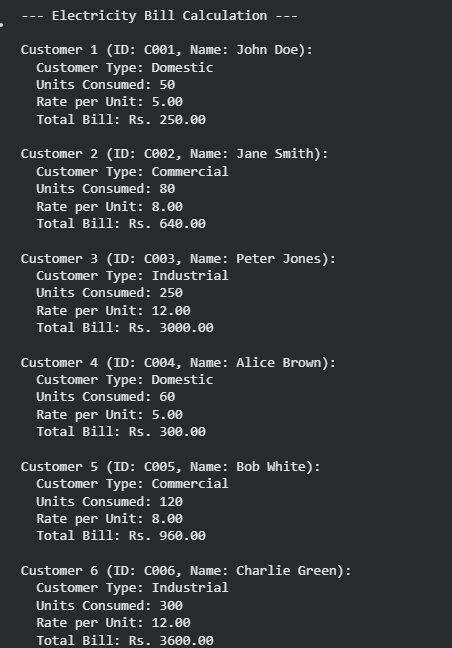 --- Electricity Bill Calculation ---
Customer 1 (ID: C001, Name: John Doe):
Customer Type: Domestic
Units Consumed: 50
Rate per Unit: 5.00
Total Bill: Rs. 250.00
Customer 2 (ID: C002, Name: Jane Smith):
Customer Type: Commercial
Units Consumed: 80
Rate per Unit: 8.00
Total Bill: Rs. 640.00
Customer 3 (ID: C003, Name: Peter Jones):
Customer Type: Industrial
Units Consumed: 250
Rate per Unit: 12.00
Total Bill: Rs. 3000.00
Customer 4 (ID: C004, Name: Alice Brown):
Customer Type: Domestic
Units Consumed: 60
Rate per Unit: 5.00
Total Bill: Rs. 300.00
Customer 5 (ID: C005, Name: Bob White):
Customer Type: Commercial
Units Consumed: 120
Rate per Unit: 8.00
Total Bill: Rs. 960.00
Customer 6 (ID: C006, Name: Charlie Green):
Customer Type: Industrial
Units Consumed: 300
Rate per Unit: 12.00
Total Bill: Rs. 3600.00